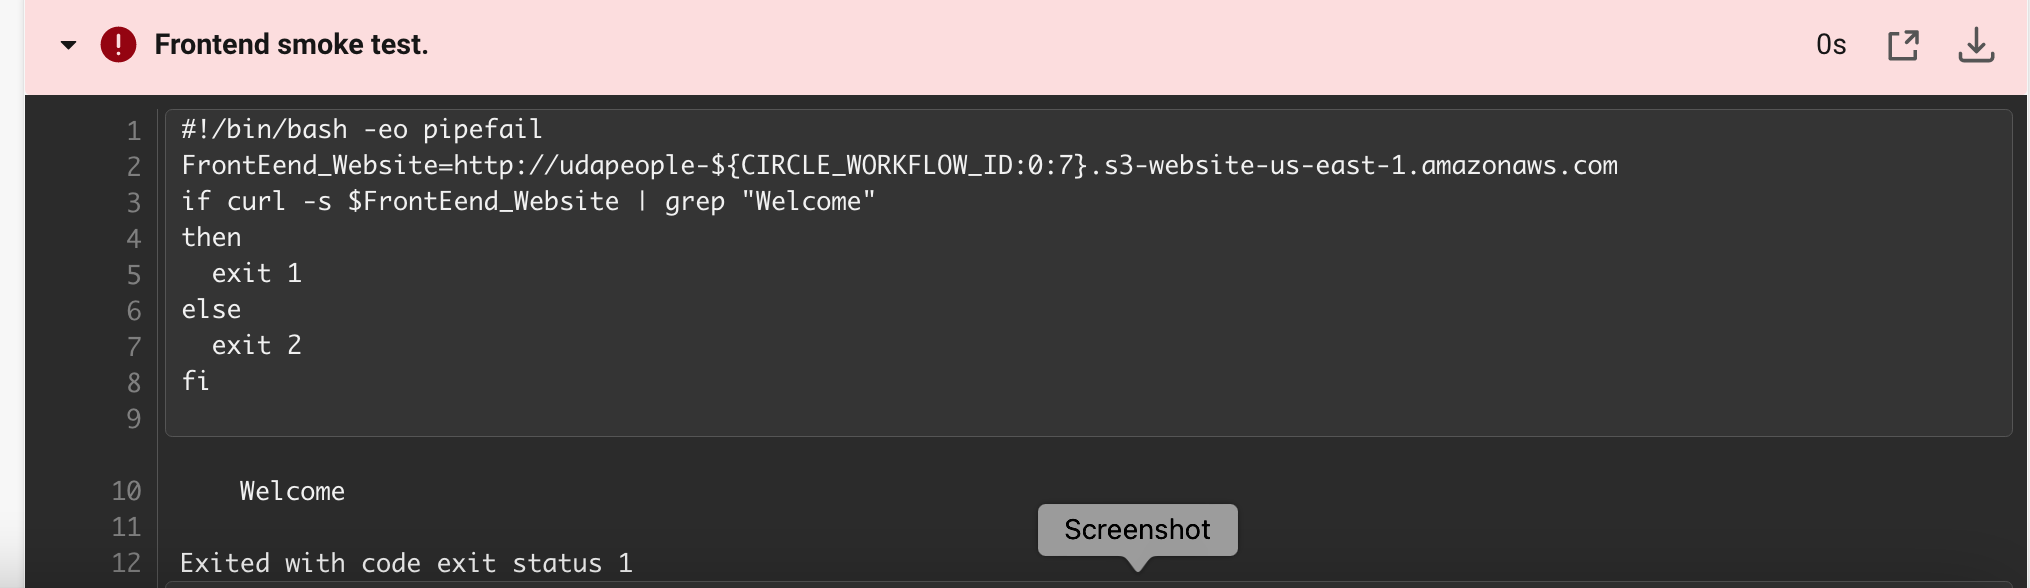 Frontend smoke test.
0s
1 #!/bin/bash -eo pipefail
2 FrontEend_Website=http://udapeople-${CIRCLE_WORKFLOW_ID:0:7}.s3-website-us-east-1.amazonaws.com
3 if curl -s $FrontEend_Website | grep "Welcome"
4 then
5   exit 1
6 else
7   exit 2
8 fi
9
10     Welcome
11
Screenshot
12 Exited with code exit status 1